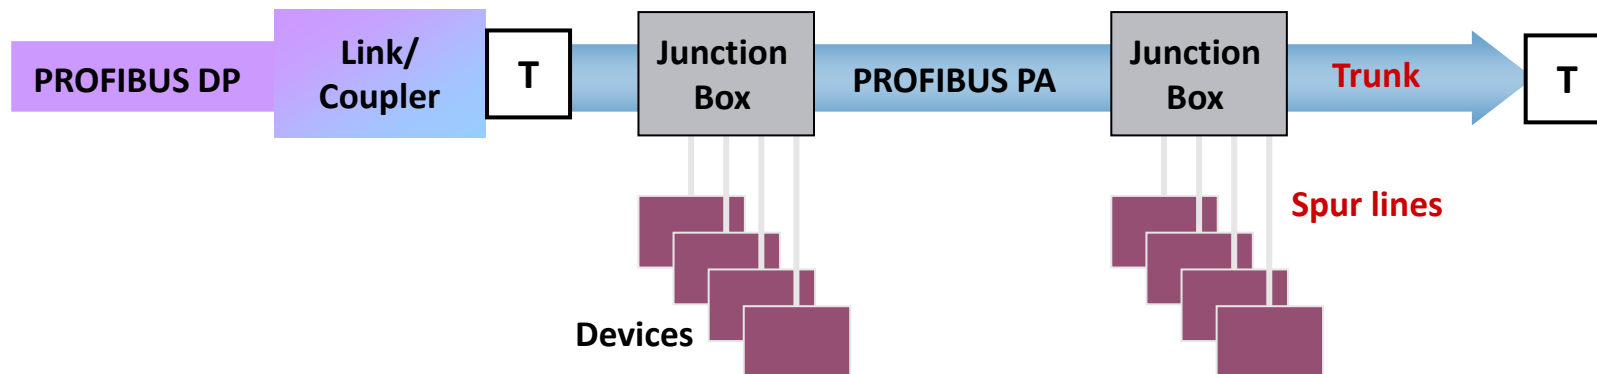 PROFIBUS DP
Link/
Coupler
T
Junction
Box
PROFIBUS PA
Junction
Box
Trunk
T
Spur lines
Devices